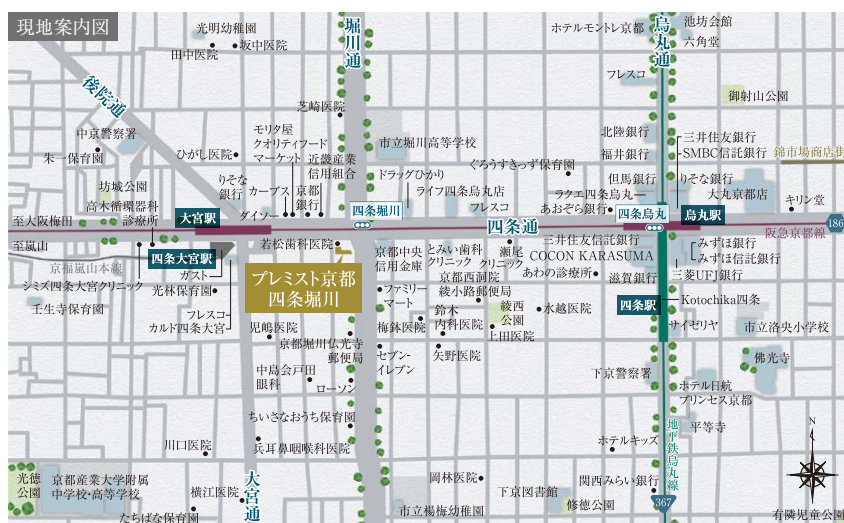 現地案内図
光明幼稚園
田中医院
坂中医院
堀川通
ホテルモントレ京都
烏丸通
池坊会館
六角堂
フレスコ
御射山公園
後院通
芝崎医院
中京警察署
朱一保育園
ひがし医院
モリタ屋
クオリティフード
マーケット
近畿産業
信用組合
市立堀川高等学校
北陸銀行
福井銀行
三井住友銀行
SMBC信託銀行
錦市場商店街
坊城公園
高木循環器科
診療所
りそな
銀行
カーブス
京都
銀行
ダイソー
ドラッグひかり
ぐろうすきっず保育園
ライフ四条烏丸店
フレスコ
但馬銀行
ラクエ四条烏丸
あおぞら銀行
りそな銀行
大丸京都店
キリン堂
至大阪梅田
大宮駅
四条堀川
四条通
四条烏丸
烏丸駅
186
阪急京都線
至嵐山
四条大宮駅
京福嵐山本線
ガスト
シミズ四条大宮クリニック
光林保育園
壬生寺保育園
フレスコ
カルド四条大宮
若松歯科医院
プレミスト京都
四条堀川
京都中央
信用金庫
とみい歯科
クリニック
瀬尾
クリニック
三井住友信託銀行
COCON KARASUMA
あわの診療所
滋賀銀行
みずほ銀行
みずほ信託銀行
三菱UFJ銀行
京都西洞院
綾小路郵便局
ファミリー
マート
鈴木
内科医院
綾西
公園
水越医院
上田医院
四条駅
Kotochika四条
サイゼリヤ
市立洛央小学校
児嶋医院
京都堀川仏光寺
郵便局
梅鉢医院
矢野医院
セブン-
イレブン
中島会戸田
眼科
ローソン
下京警察署
佛光寺
ホテル日航
プリンセス京都
ちいさなおうち保育園
兵耳鼻咽喉科医院
川口医院
平等寺
ホテルキッズ
地下鉄烏丸線
N
光徳
公園
京都産業大学附属
中学校・高等学校
横江医院
たちばな保育園
大宮通
岡林医院
市立楊梅幼稚園
下京図書館
修徳公園
関西みらい銀行
367
有隣児童公園